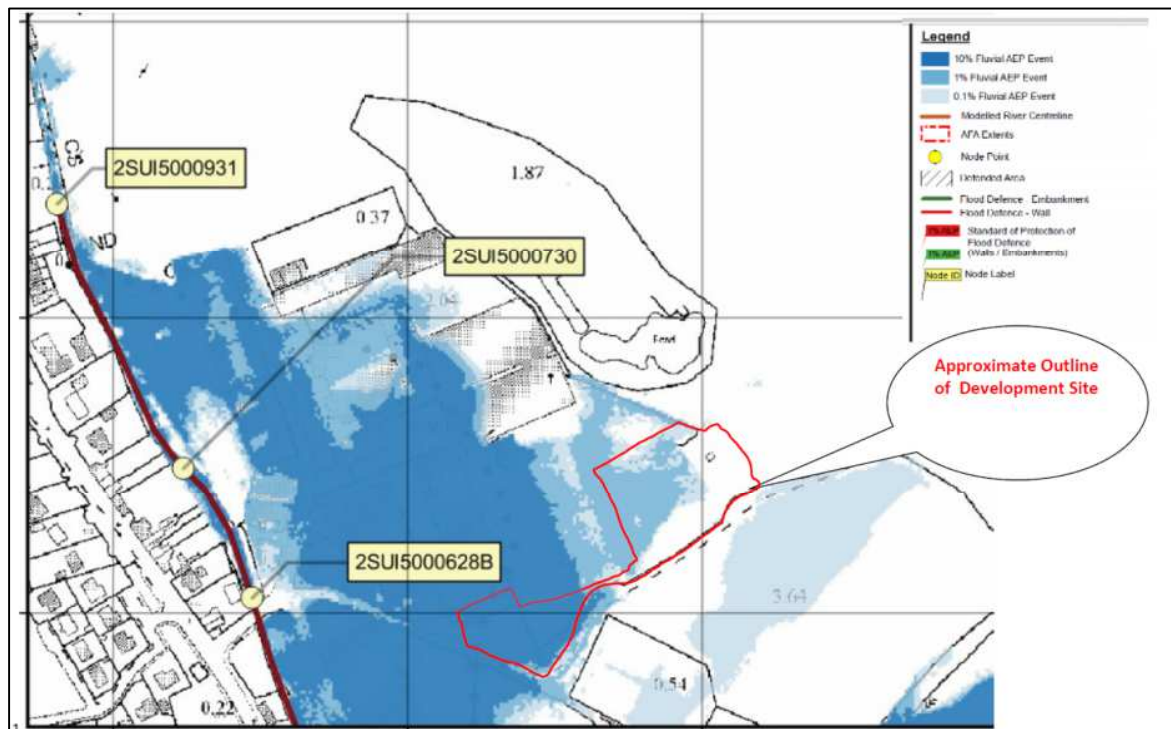 Legend
10% Fluvial AEP Event
1% Fluvial AEP Event
0.1% Fluvial AEP Event
Modelled River Centreline
AFA Extents
Node Point
Defended Area
Flood Defence - Embankment
Flood Defence - Wall
Standard of Protection of
Flood Defence
(Walls / Embankments)
Node ID Node Label
2SUI5000931
1.87
0.37
ND
2SUI5000730
2.04
Pond
Approximate Outline
of Development Site
2SUI5000628B
3.64
0.54
0.22